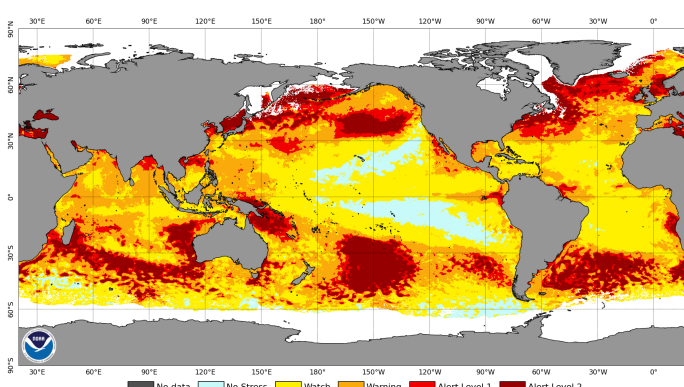 30°E 60°E 90°E 120°E 150°E 180° 150°W 120°W 90°W 60°W 30°W 0°
90°N
60°N
30°N
0°
30°S
60°S
90°S
NOAA
30°E 60°E 90°E 120°E 150°E 180° 150°W 120°W 90°W 60°W 30°W 0°
No data No Stress Watch Warning Alert Level 1 Alert Level 2